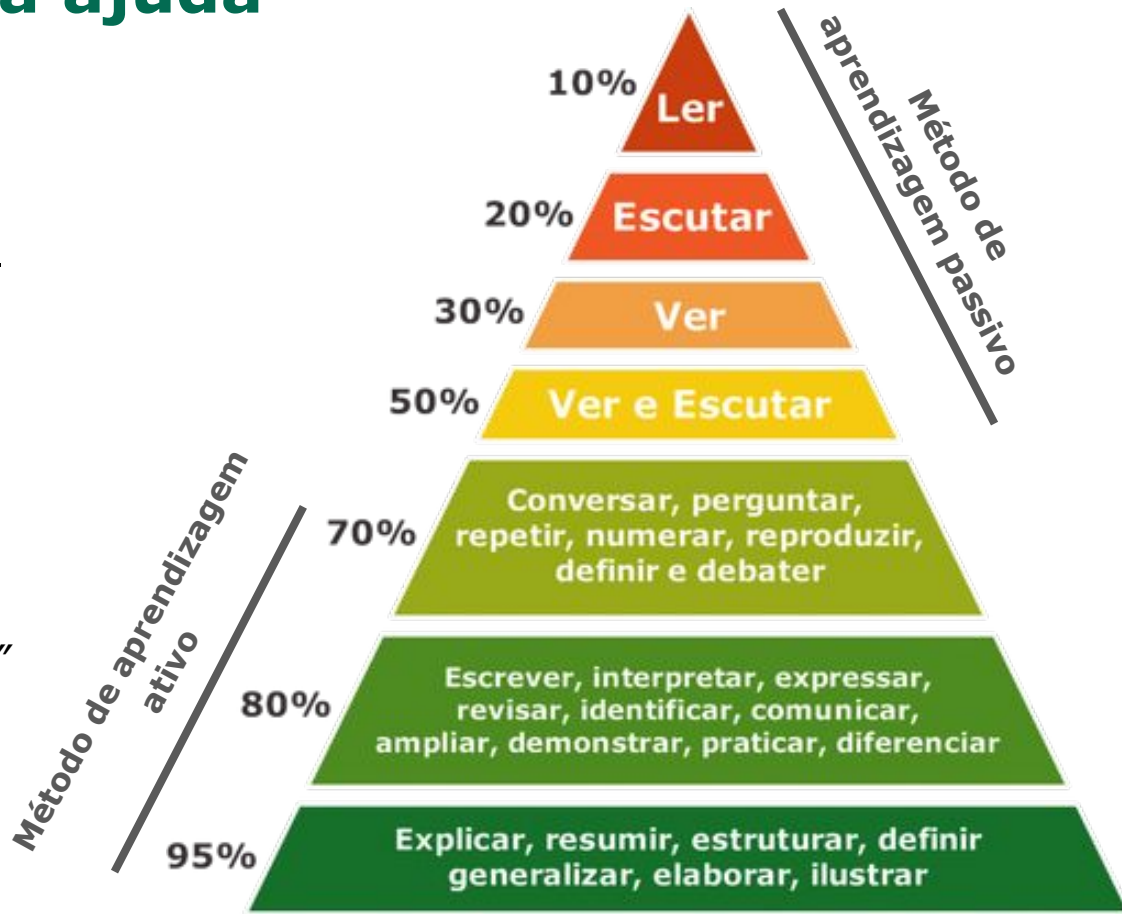 a ajuda
10%
Ler
20%
Escutar
30%
Ver
50%
Ver e Escutar
Método de
aprendizagem passivo
70%
Conversar, perguntar,
repetir, numerar, reproduzir,
definir e debater
80%
Escrever, interpretar, expressar,
revisar, identificar, comunicar,
ampliar, demonstrar, praticar, diferenciar
95%
Explicar, resumir, estruturar, definir
generalizar, elaborar, ilustrar
Método de aprendizagem
ativo
”